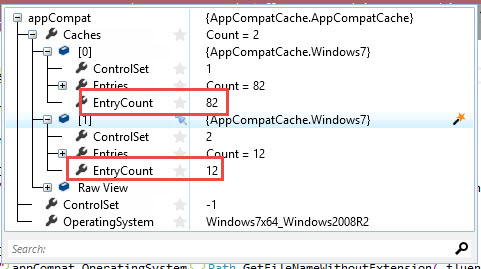 appCompat {AppCompatCache.AppCompatCache}
Caches Count = 2
[0] {AppCompatCache.Windows7}
ControlSet 1
Entries Count = 82
EntryCount 82
[1] {AppCompatCache.Windows7}
ControlSet 2
Entries Count = 12
EntryCount 12
Raw View
ControlSet -1
OperatingSystem Windows7x64_Windows2008R2
Search:
appCompat.OperatingSystem} {Path.GetFileNameWithoutExtension(